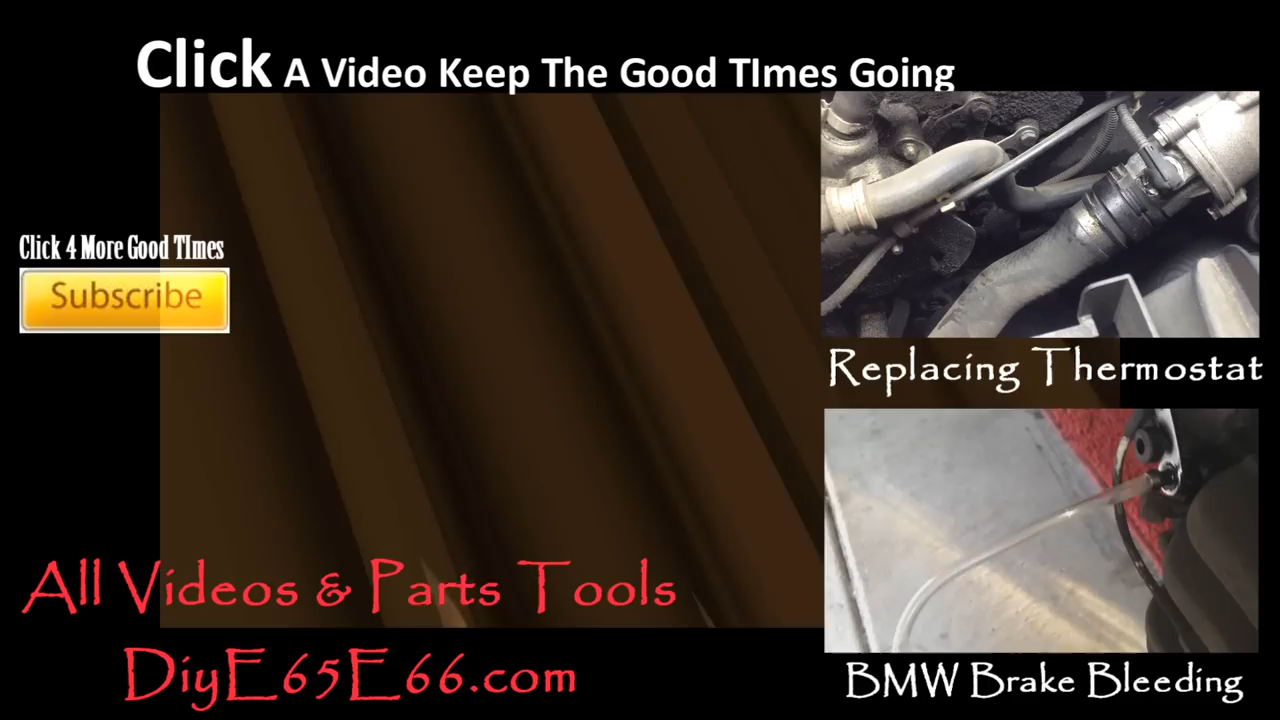 Click A Video Keep The Good TImes Going
Click 4 More Good TImes
Subscribe
Replacing Thermostat
All Videos & Parts Tools
DiyE65E66.com
BMW Brake Bleeding